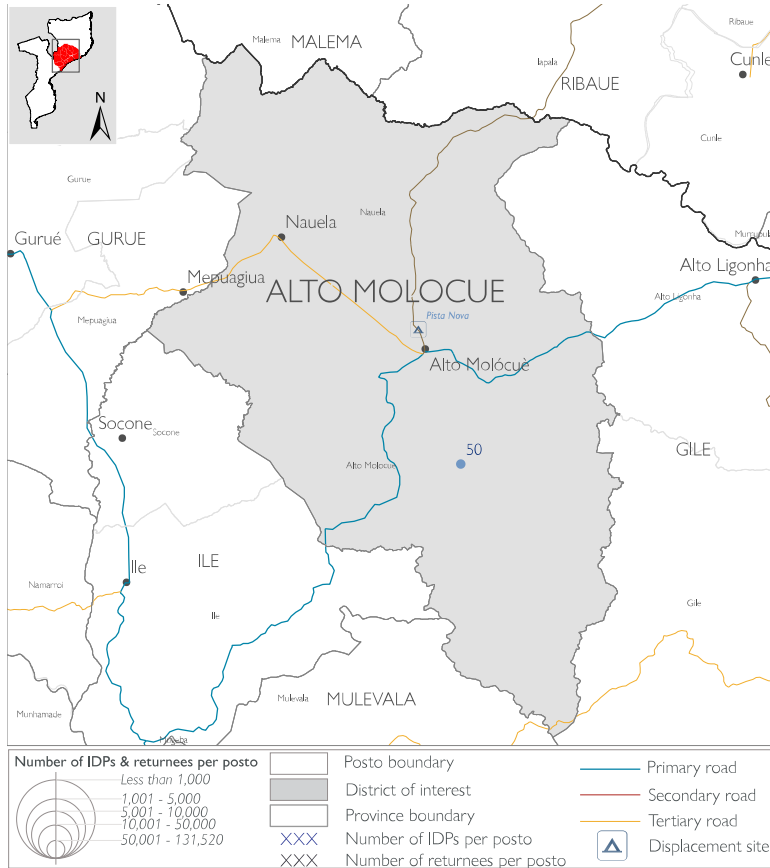 N
Malema
MALEMA
Iapala
RIBAUE
Ribaue
Cunle
Cunle
Gurue
Nauela
Nauela
Gurué
GURUE
Murrupula
Alto Ligonha
Mepuagiua
ALTO MOLOCUE
Alto Ligonha
Mepuagiua
Pista Nova
Alto Molócuè
Socone
Socone
50
GILE
Alto Molocue
Ile
ILE
Namarroi
Ile
Gile
Mulevala
MULEVALA
Munhamade
Mugeba
Number of IDPs & returnees per posto
Less than 1,000
1,001 - 5,000
5,001 - 10,000
10,001 - 50,000
50,001 - 131,520
Posto boundary
District of interest
Province boundary
XXX Number of IDPs per posto
XXX Number of returnees per posto
Primary road
Secondary road
Tertiary road
Displacement site